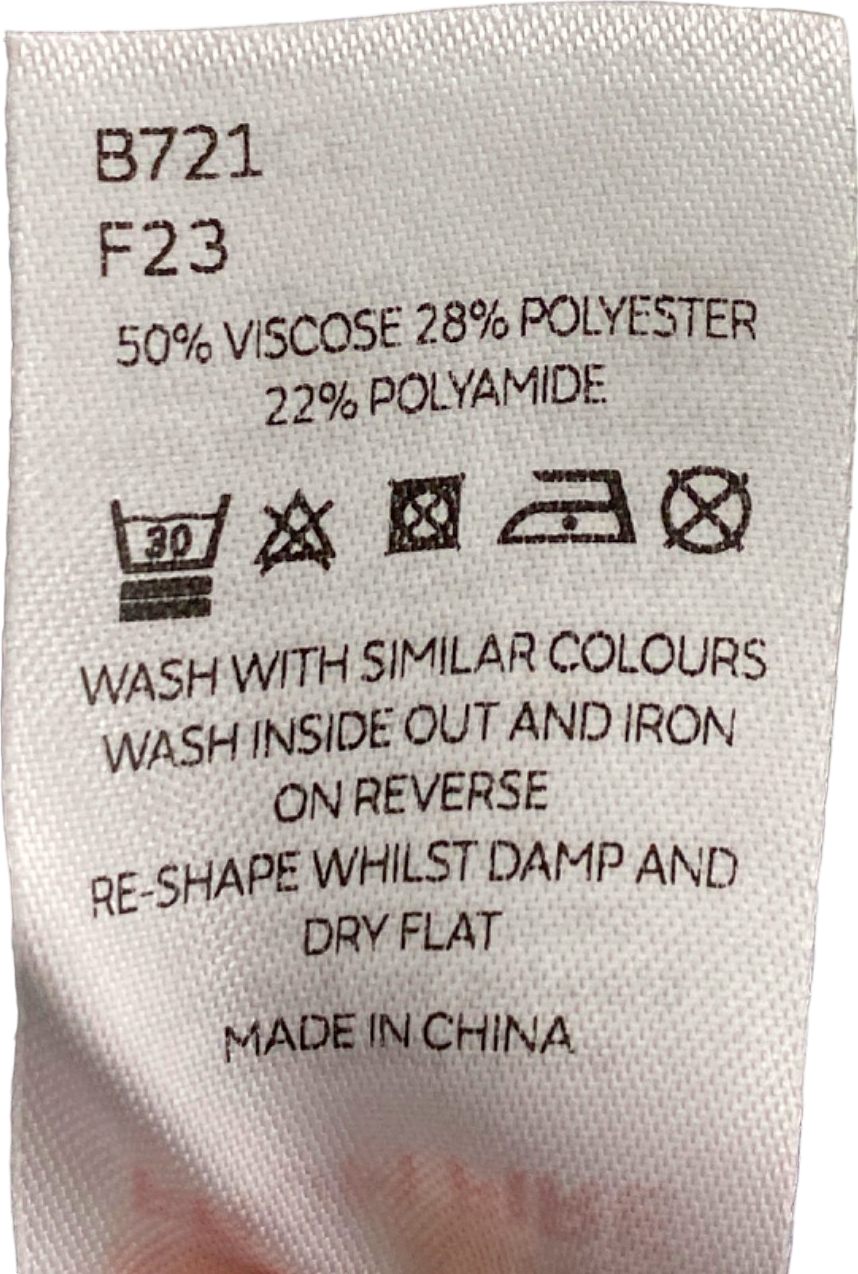 B721
F23
50% VISCOSE 28% POLYESTER
22% POLYAMIDE
30
WASH WITH SIMILAR COLOURS
WASH INSIDE OUT AND IRON
ON REVERSE
RE-SHAPE WHILST DAMP AND
DRY FLAT
MADE IN CHINA